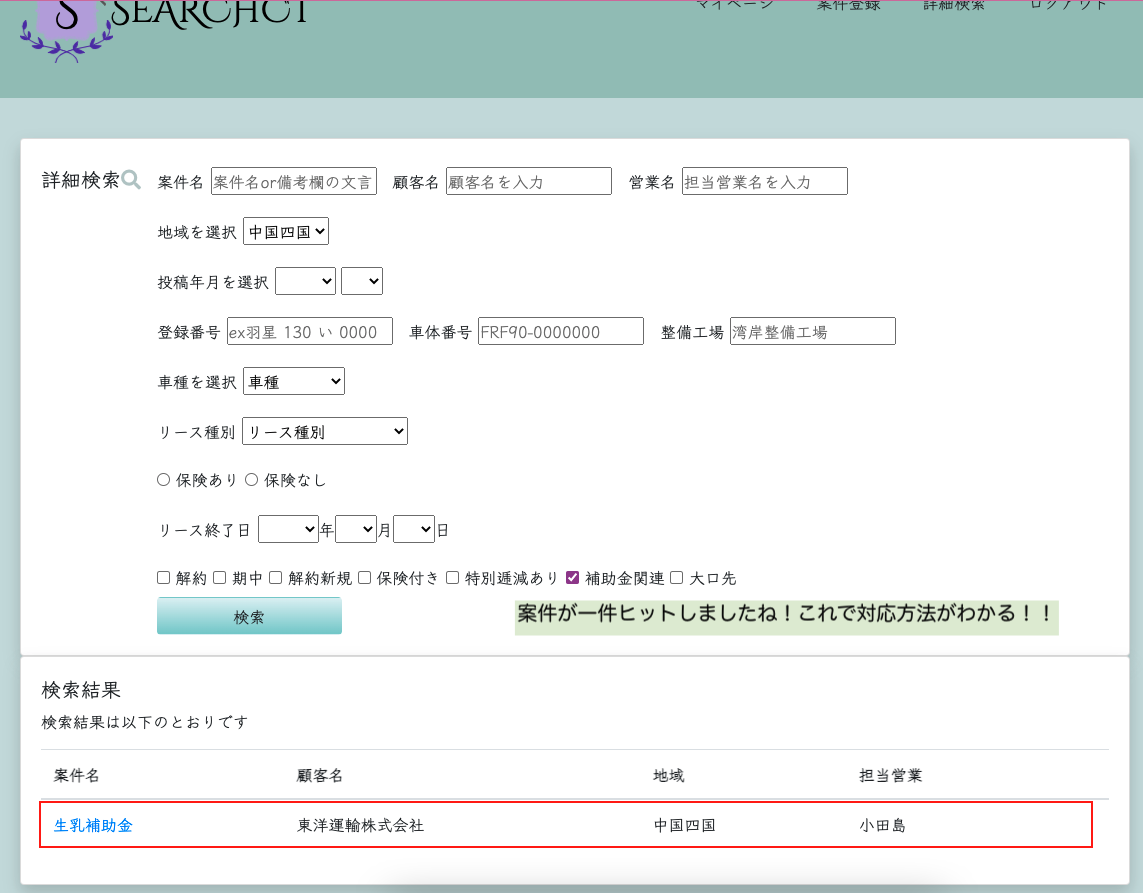 S SEARCHCT
マイページ 案件登録 詳細検索 ログアウト
詳細検索 案件名 案件名or備考欄の文言 顧客名 顧客名を入力 営業名 担当営業名を入力
地域を選択 中国四国
投稿年月を選択
登録番号 ex羽星 130 い 0000 車体番号 FRF90-0000000 整備工場 湾岸整備工場
車種を選択 車種
リース種別 リース種別
保険あり 保険なし
リース終了日 年 月 日
解約 期中 解約新規 保険付き 特別逓減あり 補助金関連 大口先
検索
案件が一件ヒットしましたね！これで対応方法がわかる！！
検索結果
検索結果は以下のとおりです
案件名 顧客名 地域 担当営業
生乳補助金 東洋運輸株式会社 中国四国 小田島